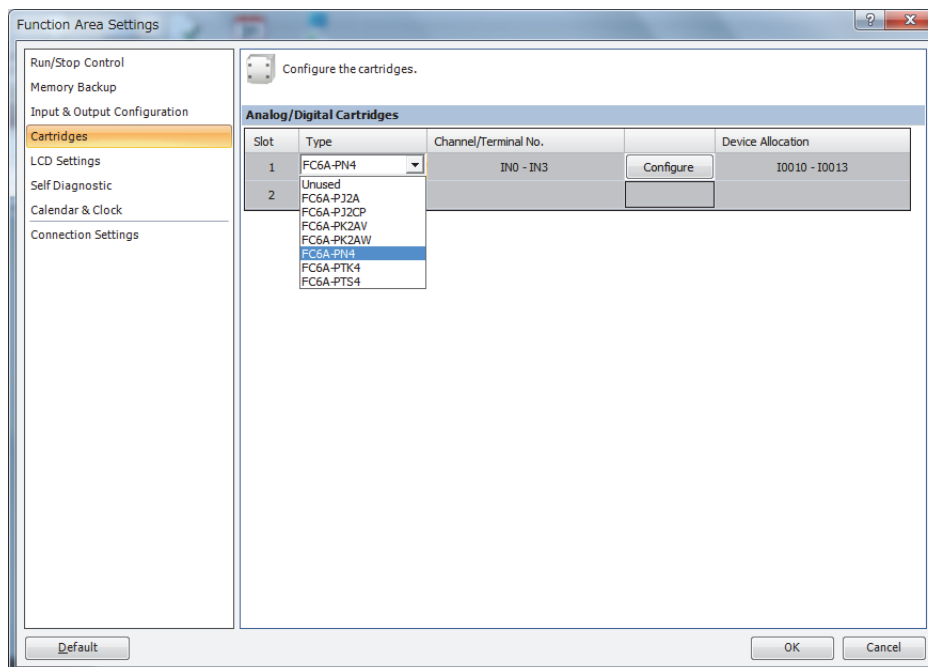 Function Area Settings
Run/Stop Control
Memory Backup
Input & Output Configuration
Cartridges
LCD Settings
Self Diagnostic
Calendar & Clock
Connection Settings
Configure the cartridges.
Analog/Digital Cartridges
Slot Type Channel/Terminal No. Device Allocation
1 FC6A-PN4 IN0 - IN3 Configure I0010 - I0013
2
Unused
FC6A-PJ2A
FC6A-PJ2CP
FC6A-PK2AV
FC6A-PK2AW
FC6A-PN4
FC6A-PTK4
FC6A-PTS4
Default OK Cancel